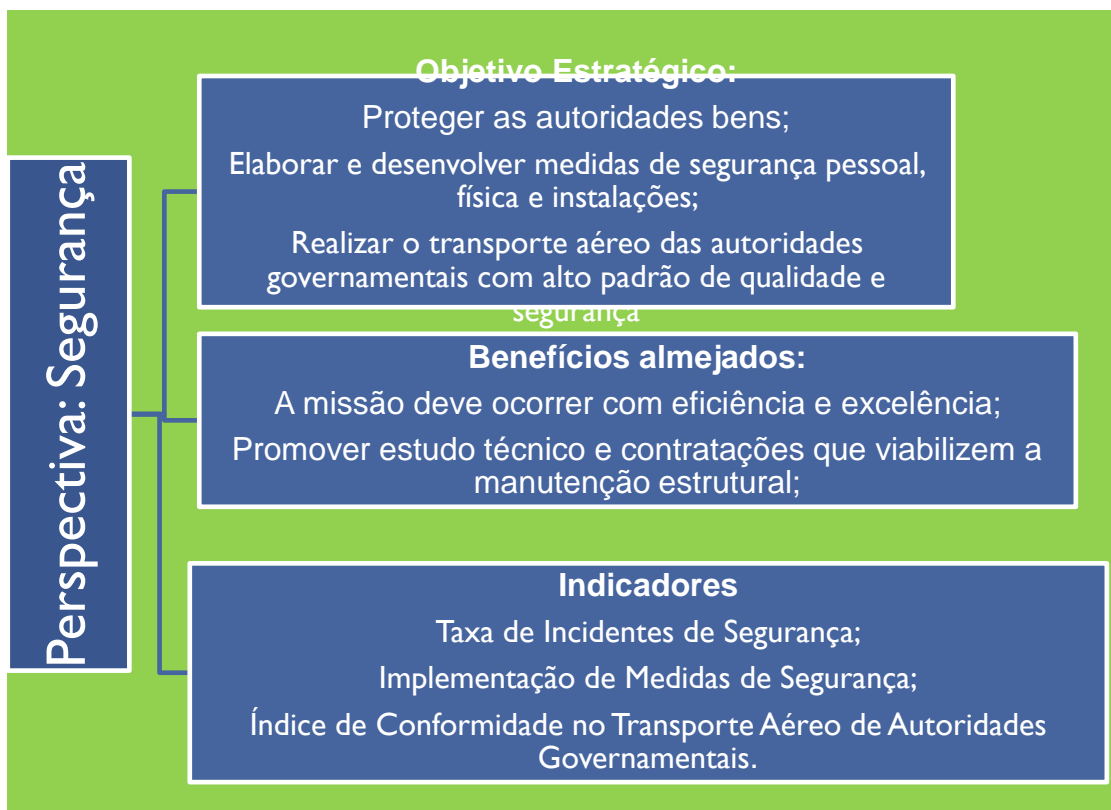 Perspectiva: Segurança
Objetivo Estratégico:
Proteger as autoridades bens;
Elaborar e desenvolver medidas de segurança pessoal,
física e instalações;
Realizar o transporte aéreo das autoridades
governamentais com alto padrão de qualidade e
segurança
Benefícios almejados:
A missão deve ocorrer com eficiência e excelência;
Promover estudo técnico e contratações que viabilizem a
manutenção estrutural;
Indicadores
Taxa de Incidentes de Segurança;
Implementação de Medidas de Segurança;
Índice de Conformidade no Transporte Aéreo de Autoridades
Governamentais.